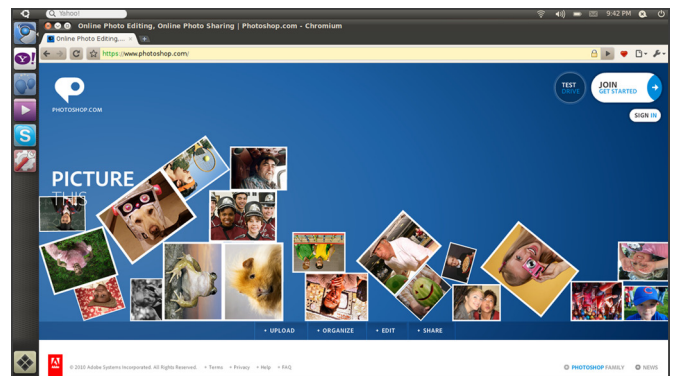 Yahoo!
9:42 PM
Online Photo Editing, Online Photo Sharing | Photoshop.com - Chromium
Online Photo Editing,...
https://www.photoshop.com/
PHOTOSHOP.COM
TEST
DRIVE
JOIN
GET STARTED
SIGN IN
PICTURE
THIS
• UPLOAD • ORGANIZE • EDIT • SHARE
Adobe
© 2010 Adobe Systems Incorporated. All Rights Reserved. • Terms • Privacy • Help • FAQ
PHOTOSHOP FAMILY NEWS